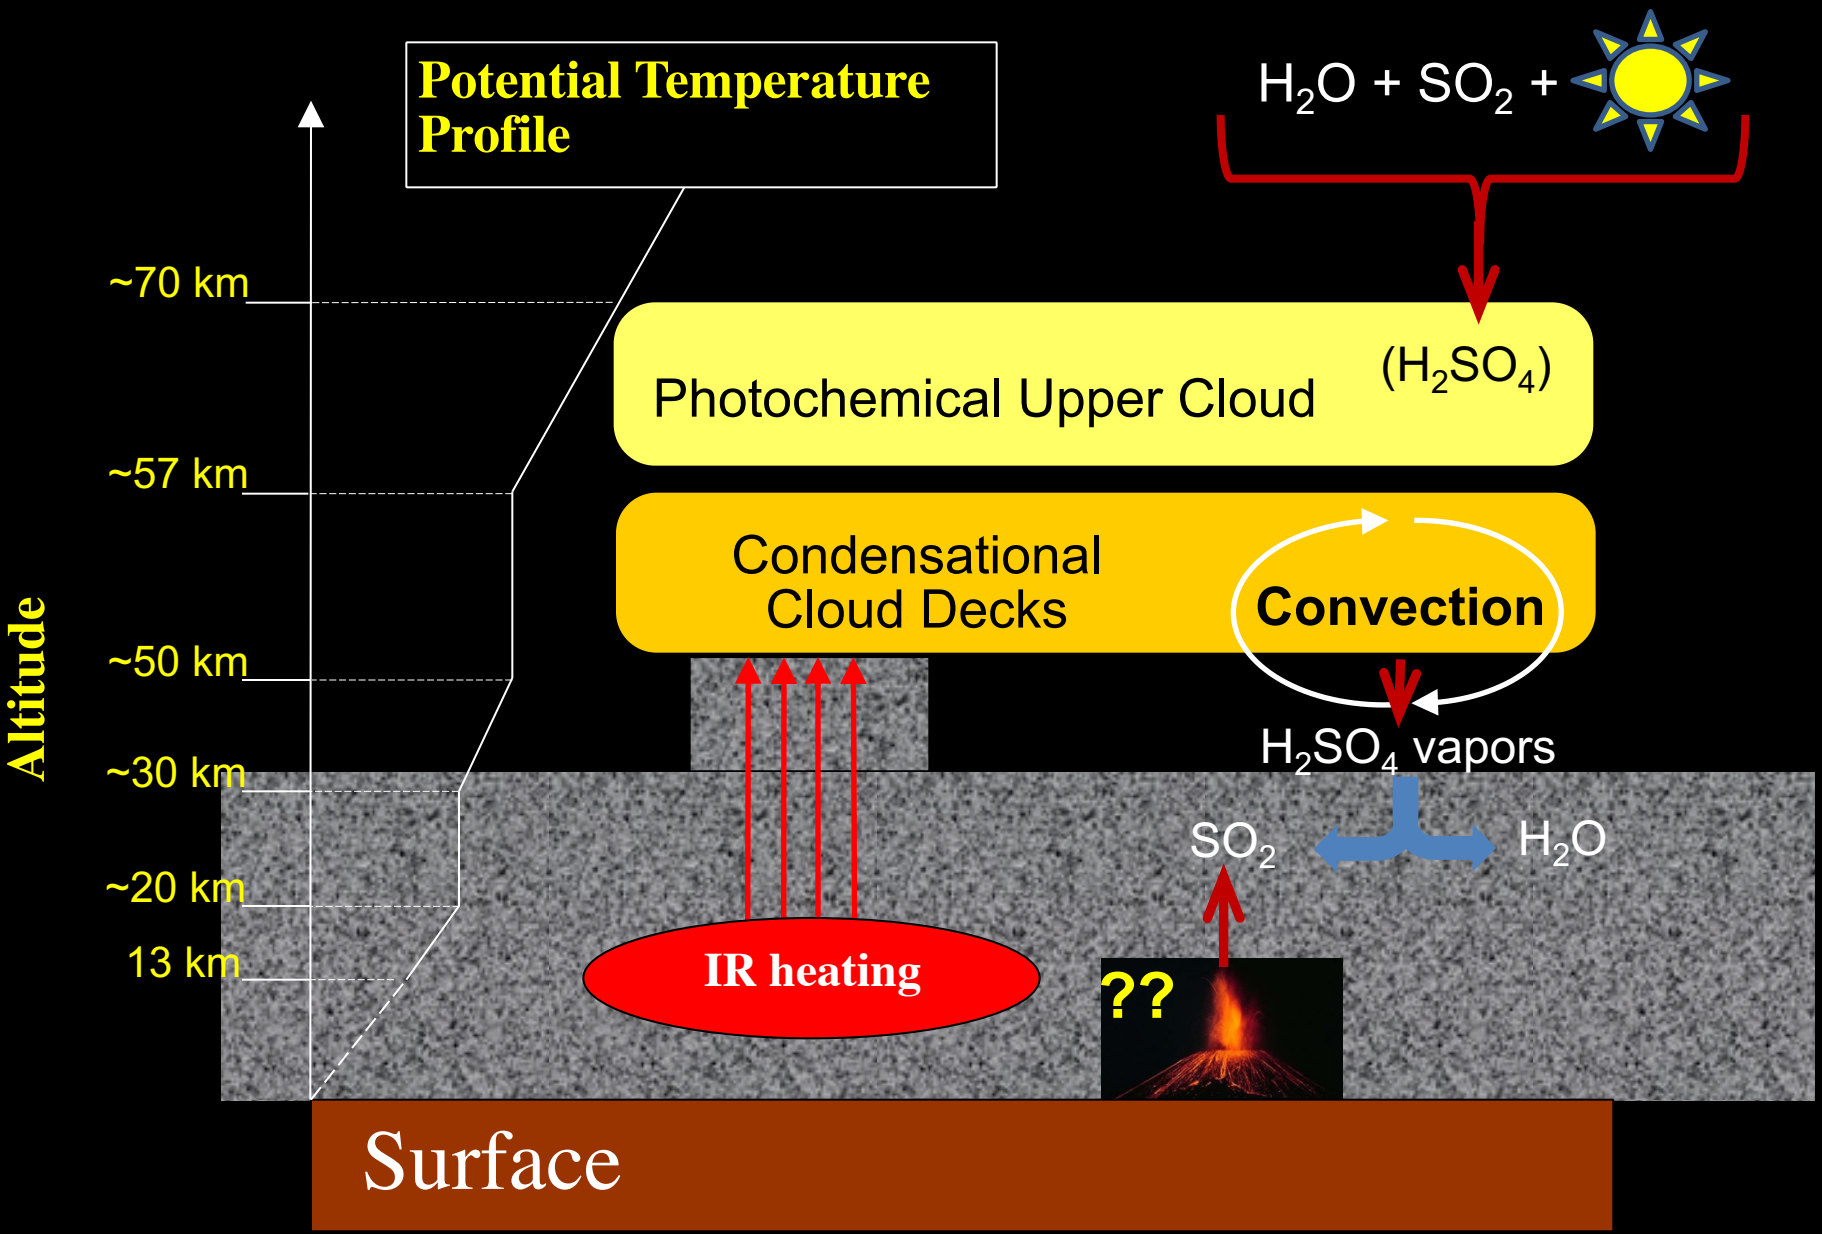 Potential Temperature
Profile
H₂O + SO₂ +
~70 km
(H₂SO₄)
Photochemical Upper Cloud
~57 km
Condensational
Cloud Decks
Convection
Altitude
~50 km
H₂SO₄ vapors
~30 km
SO₂
H₂O
~20 km
13 km
IR heating
??
Surface